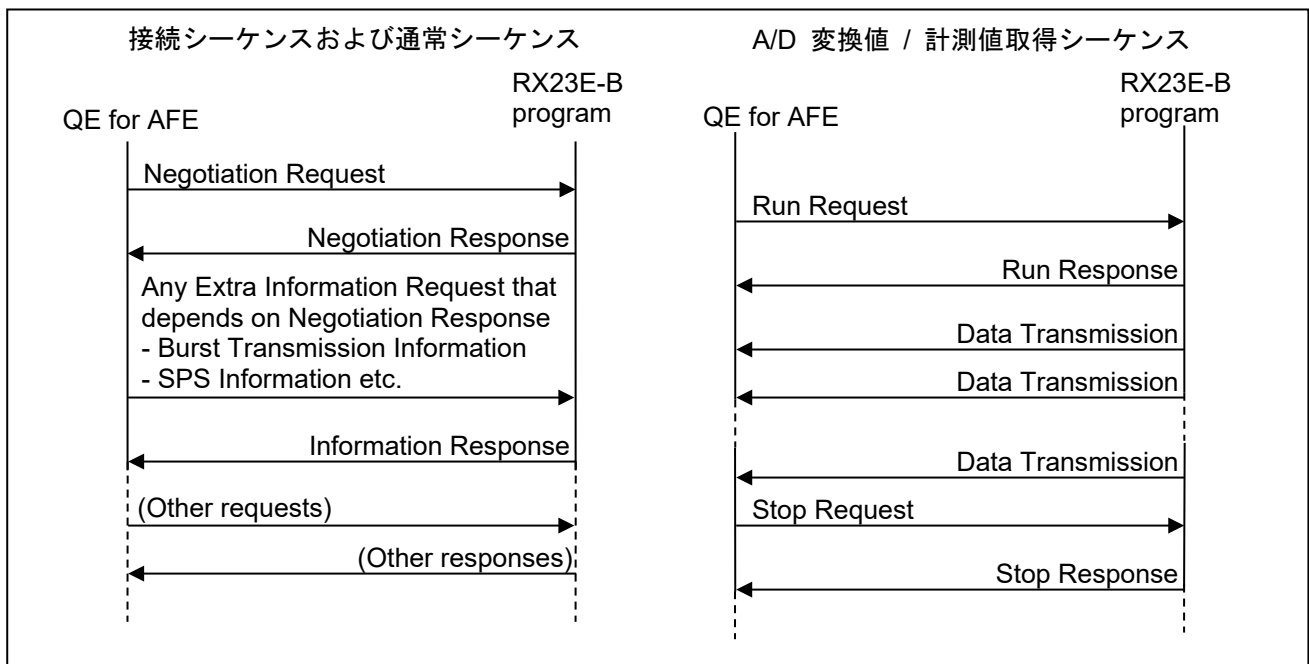 接続シーケンスおよび通常シーケンス
QE for AFE
RX23E-B
program
Negotiation Request
Negotiation Response
Any Extra Information Request that
depends on Negotiation Response
- Burst Transmission Information
- SPS Information etc.
Information Response
(Other requests)
(Other responses)
A/D 変換値 / 計測値取得シーケンス
QE for AFE
RX23E-B
program
Run Request
Run Response
Data Transmission
Data Transmission
Data Transmission
Stop Request
Stop Response